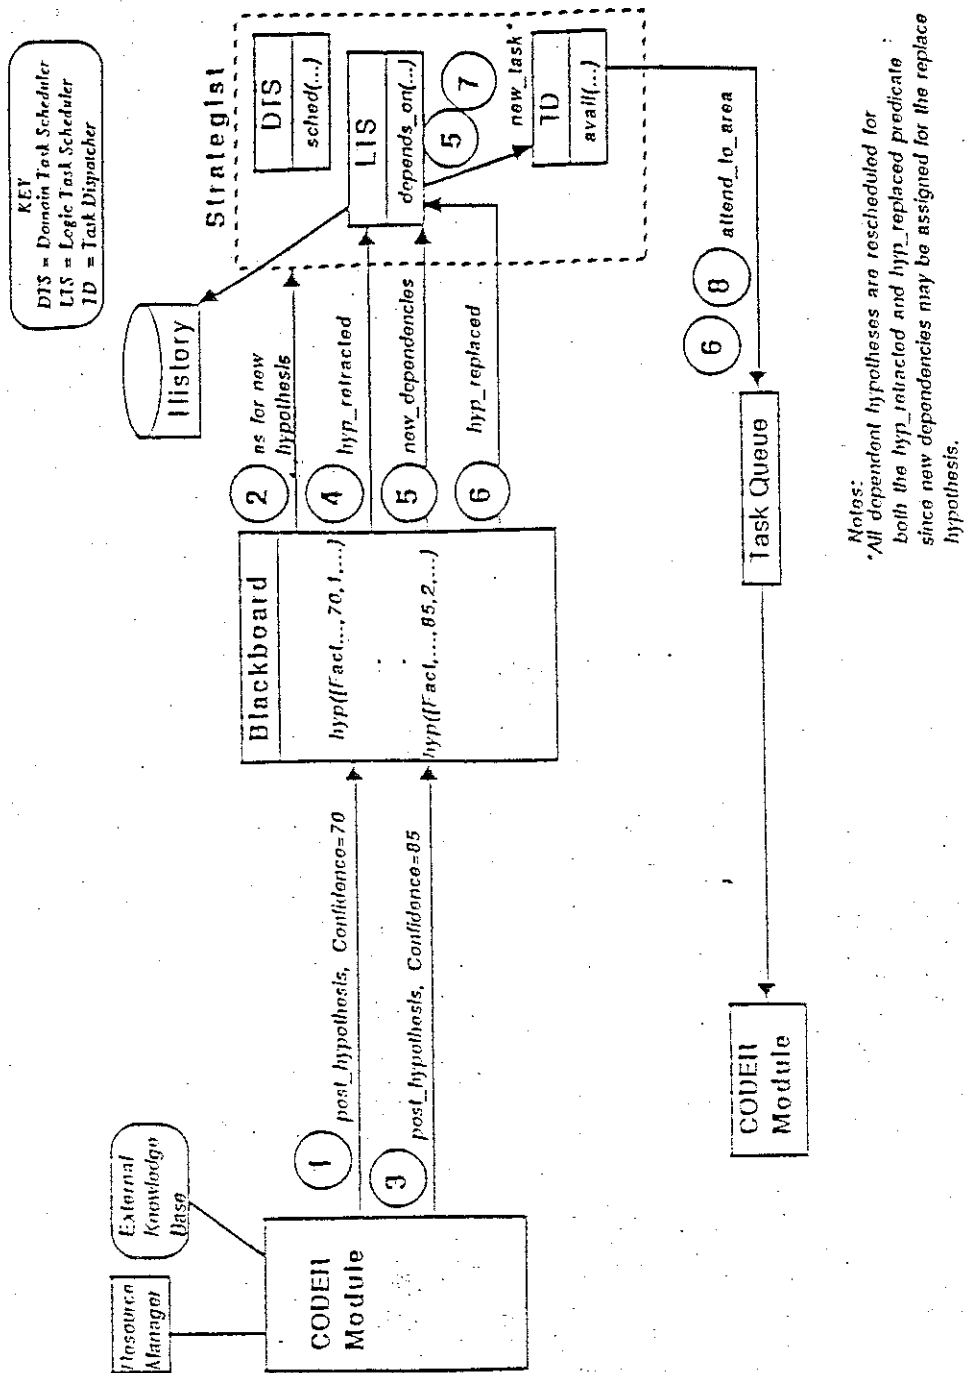 KEY
DTS = Domain Task Scheduler
LTS = Logic Task Scheduler
TD = Task Dispatcher
Resource
Manager
External
Knowledge
Base
CODER
Module
1
post_hypothesis, Confidence=70
3
post_hypothesis, Confidence=85
Blackboard
hyp([Fact,...,70,1,...)
hyp([Fact,...,85,2,...)
2
as for new
hypothesis
4
hyp_retracted
5
new_dependencies
6
hyp_replaced
History
Strategist
DTS
sched(...)
LTS
depends_on(...)
5
7
new_task*
TD
avail(...)
6
8
attend_to_area
Task Queue
CODER
Module
Notes:
*All dependent hypotheses are rescheduled for
both the hyp_retracted and hyp_replaced predicate
since new dependencies may be assigned for the replace
hypothesis.